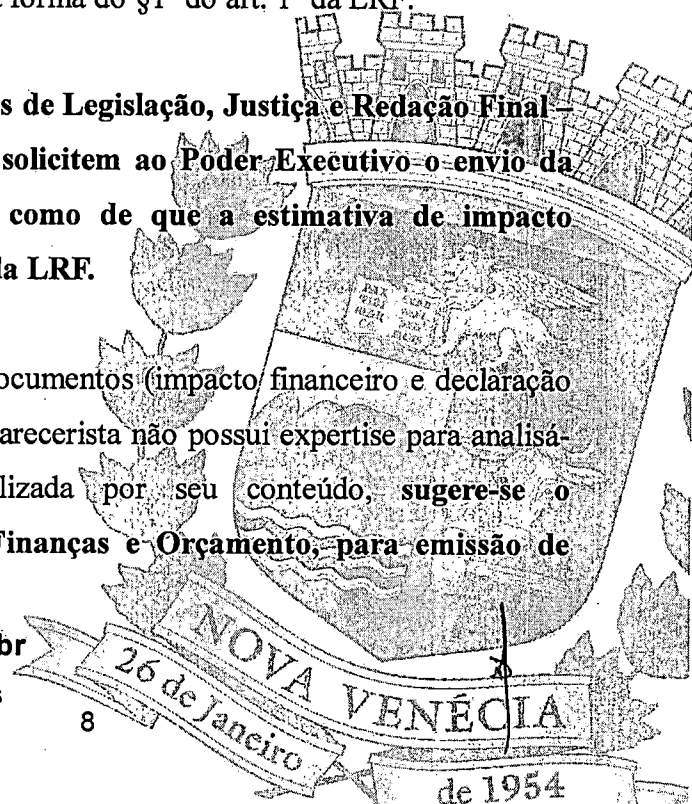 e forma do §1º do art. 1º da LRF.
s de Legislação, Justiça e Redação Final –
solicitem ao Poder Executivo o envio da
como de que a estimativa de impacto
la LRF.
ocumentos (impacto financeiro e declaração
arecerista não possui expertise para analisá-
lizada por seu conteúdo, sugere-se o
Finanças e Orçamento, para emissão de
br
s
8
NOVA VENÉCIA
26 de Janeiro
de 1954